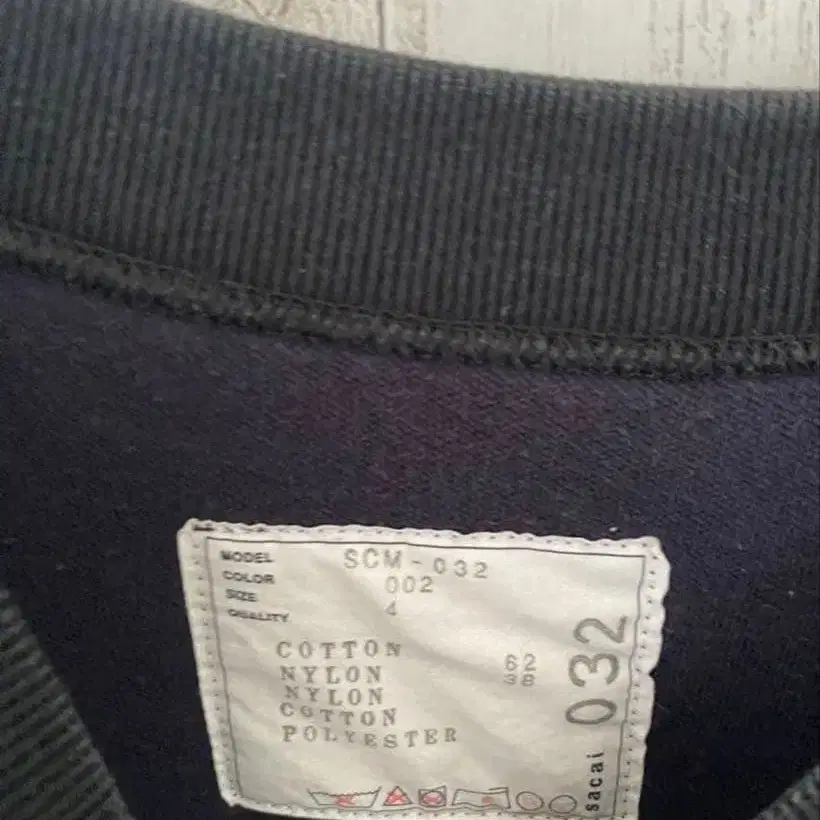 MODEL SCM-032
COLOR 002
SIZE 4
QUALITY
COTTON 62
NYLON 38
NYLON
COTTON
POLYESTER
sacai 032